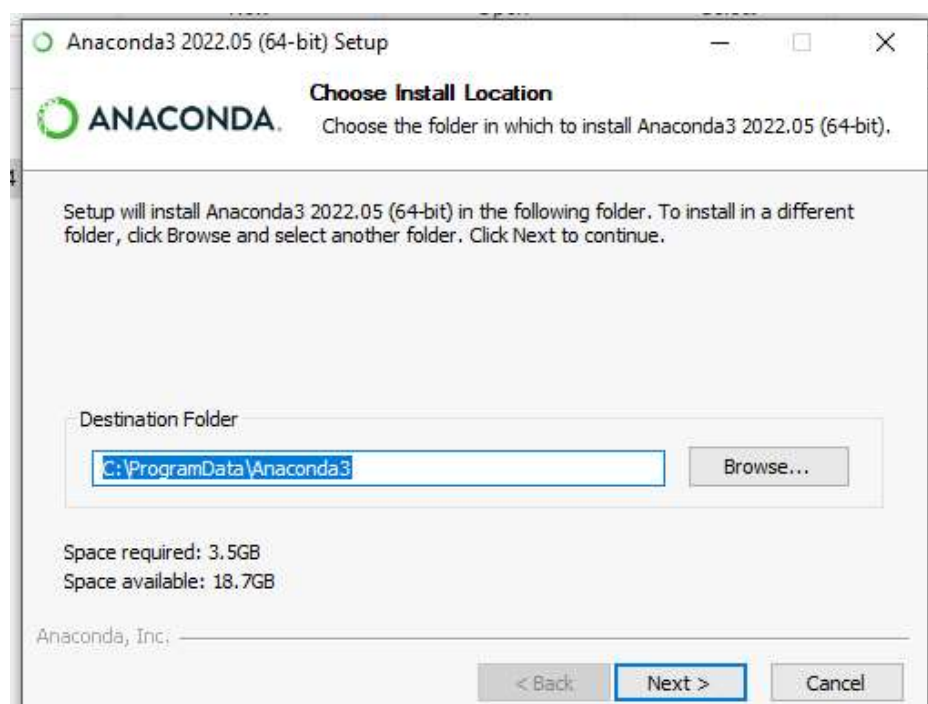 Anaconda3 2022.05 (64-bit) Setup
ANACONDA.
Choose Install Location
Choose the folder in which to install Anaconda3 2022.05 (64-bit).
Setup will install Anaconda3 2022.05 (64-bit) in the following folder. To install in a different
folder, click Browse and select another folder. Click Next to continue.
Destination Folder
C:\ProgramData\Anaconda3
Browse...
Space required: 3.5GB
Space available: 18.7GB
Anaconda, Inc.
< Back
Next >
Cancel